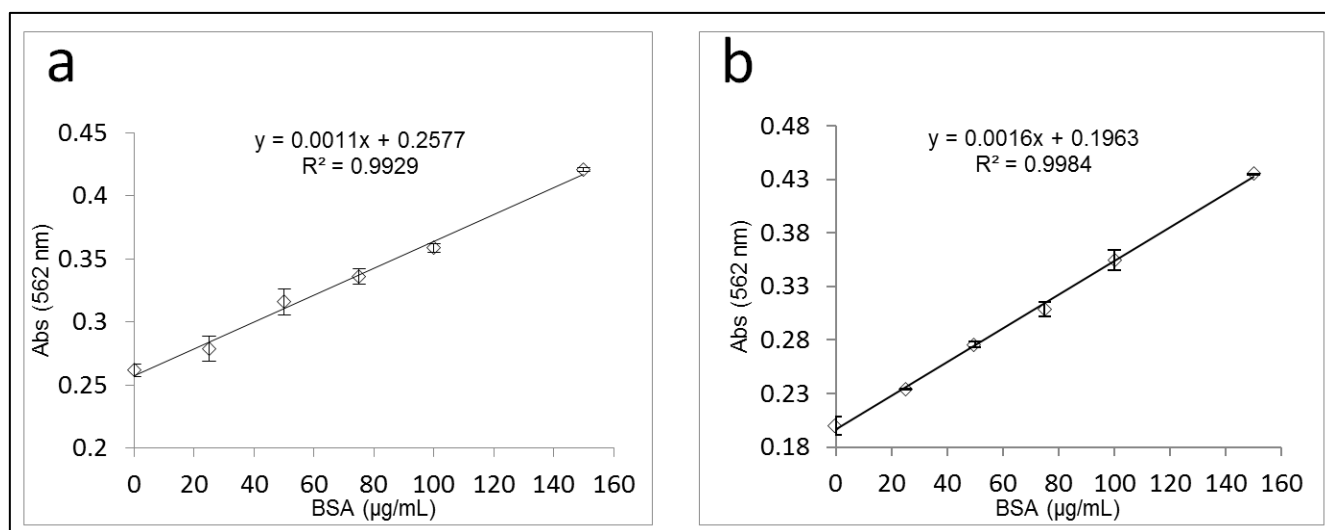 a
y = 0.0011x + 0.2577
R² = 0.9929
0.45
0.4
0.35
0.3
0.25
0.2
Abs (562 nm)
0 20 40 60 80 100 120 140 160
BSA (µg/mL)
b
y = 0.0016x + 0.1963
R² = 0.9984
0.48
0.43
0.38
0.33
0.28
0.23
0.18
Abs (562 nm)
0 20 40 60 80 100 120 140 160
BSA (µg/mL)